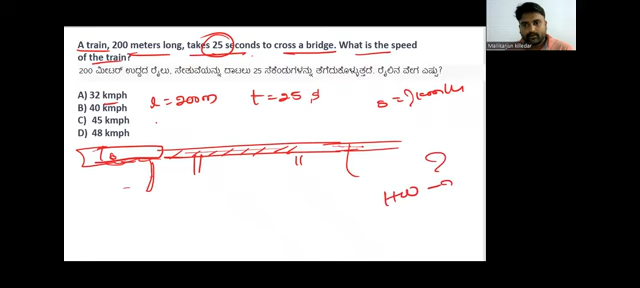 A train, 200 meters long, takes 25 seconds to cross a bridge. What is the speed
of the train?
200 ಮೀಟರ್ ಉದ್ದದ ರೈಲು, ಸೇತುವೆಯನ್ನು ದಾಟಲು 25 ಸೆಕೆಂಡುಗಳನ್ನು ತೆಗೆದುಕೊಳ್ಳುತ್ತದೆ. ರೈಲಿನ ವೇಗ ಎಷ್ಟು?
A) 32 kmph
B) 40 kmph
C) 45 kmph
D) 48 kmph
l = 200m t = 25 s
?
HW
Mallikarjun Killedar